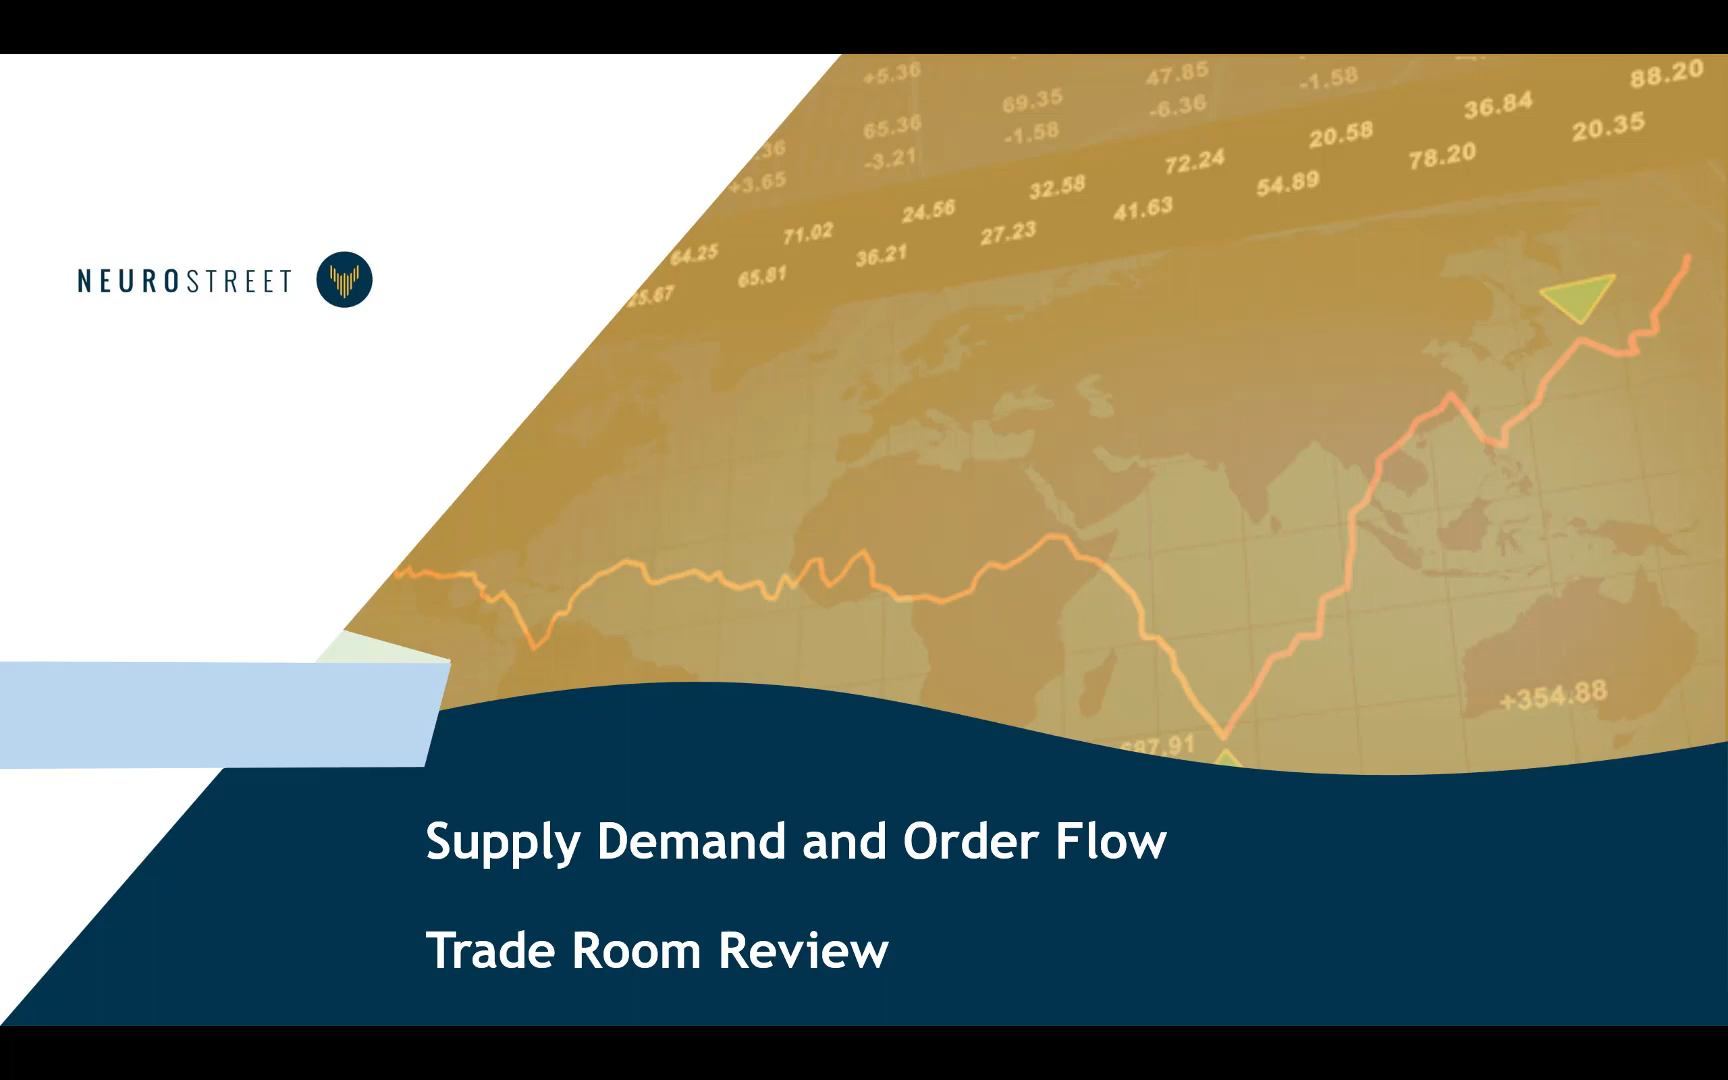 +5.36 47.85 -1.58 88.20
69.35 -6.36 36.84
65.36 -1.58 20.58 20.35
-3.21 72.24 78.20
+3.65 32.58 54.89
24.56 41.63
71.02 27.23
64.25 36.21
65.81
25.67
NEUROSTREET
+354.88
Supply Demand and Order Flow
Trade Room Review